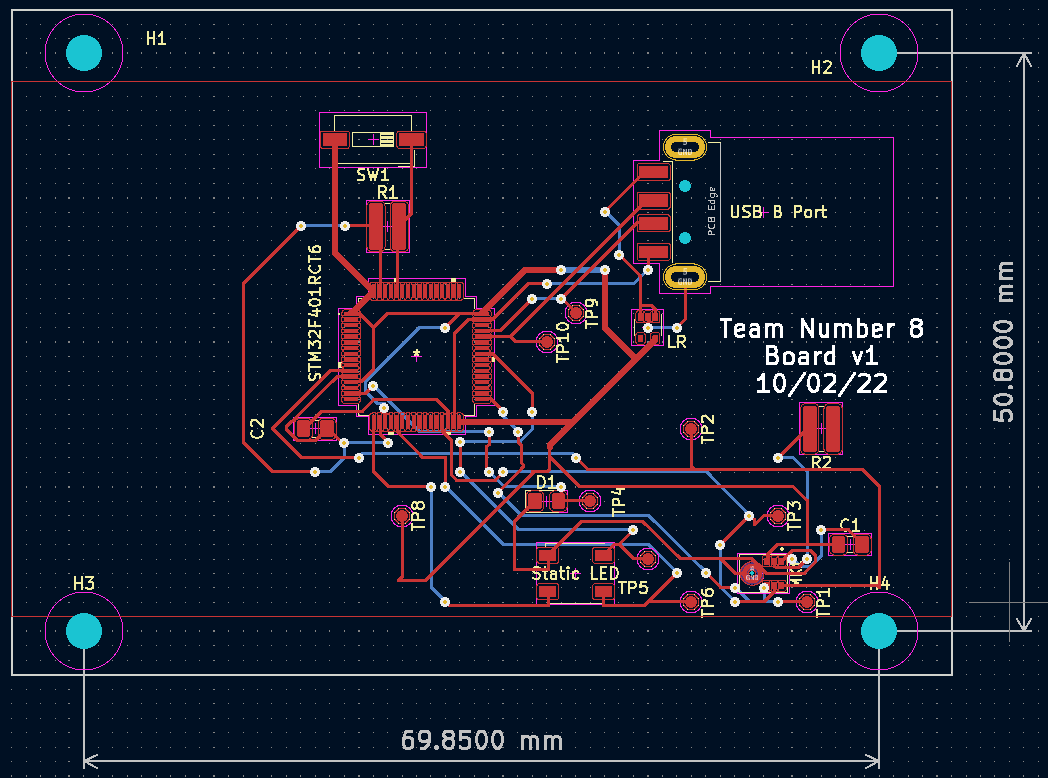 H1
H2
SW1
R1
PCB Edge
USB B Port
STM32F401RCT6
TP9
TP10
LR
Team Number 8
Board v1
10/02/22
50.8000 mm
C2
TP2
R2
D1
TP4
TP8
TP3
C1
Static LED
TP5
TP6
TP1
H3
H4
69.8500 mm